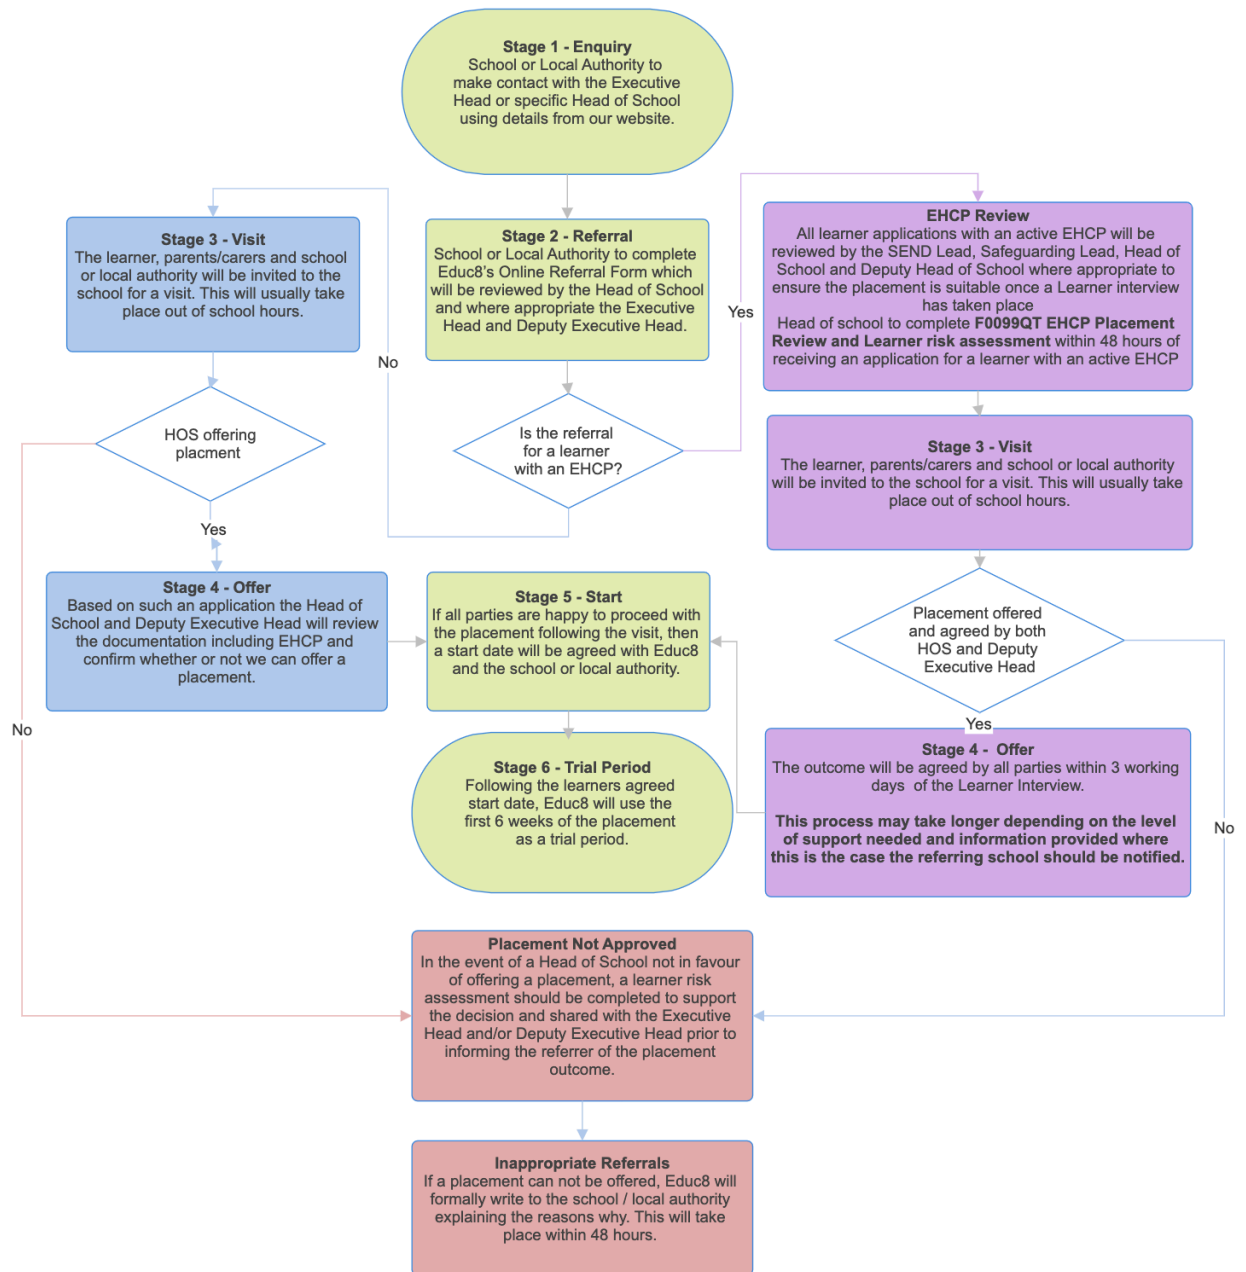 Stage 1 - Enquiry
School or Local Authority to
make contact with the Executive
Head or specific Head of School
using details from our website.
Stage 2 - Referral
School or Local Authority to complete
Educ8's Online Referral Form which
will be reviewed by the Head of School
and where appropriate the Executive
Head and Deputy Executive Head.
Is the referral
for a learner
with an EHCP?
No
Yes
Stage 3 - Visit
The learner, parents/carers and school
or local authority will be invited to the
school for a visit. This will usually take
place out of school hours.
HOS offering
placment
Yes
No
Stage 4 - Offer
Based on such an application the Head of
School and Deputy Executive Head will review
the documentation including EHCP and
confirm whether or not we can offer a
placement.
EHCP Review
All learner applications with an active EHCP will be
reviewed by the SEND Lead, Safeguarding Lead, Head of
School and Deputy Head of School where appropriate to
ensure the placement is suitable once a Learner interview
has taken place
Head of school to complete F0099QT EHCP Placement
Review and Learner risk assessment within 48 hours of
receiving an application for a learner with an active EHCP
Stage 3 - Visit
The learner, parents/carers and school or local authority
will be invited to the school for a visit. This will usually take
place out of school hours.
Placement offered
and agreed by both
HOS and Deputy
Executive Head
Yes
No
Stage 4 -  Offer
The outcome will be agreed by all parties within 3 working
days  of the Learner Interview.
This process may take longer depending on the level
of support needed and information provided where
this is the case the referring school should be notified.
Stage 5 - Start
If all parties are happy to proceed with
the placement following the visit, then
a start date will be agreed with Educ8
and the school or local authority.
Stage 6 - Trial Period
Following the learners agreed
start date, Educ8 will use the
first 6 weeks of the placement
as a trial period.
Placement Not Approved
In the event of a Head of School not in favour
of offering a placement, a learner risk
assessment should be completed to support
the decision and shared with the Executive
Head and/or Deputy Executive Head prior to
informing the referrer of the placement
outcome.
Inappropriate Referrals
If a placement can not be offered, Educ8 will
formally write to the school / local authority
explaining the reasons why. This will take
place within 48 hours.